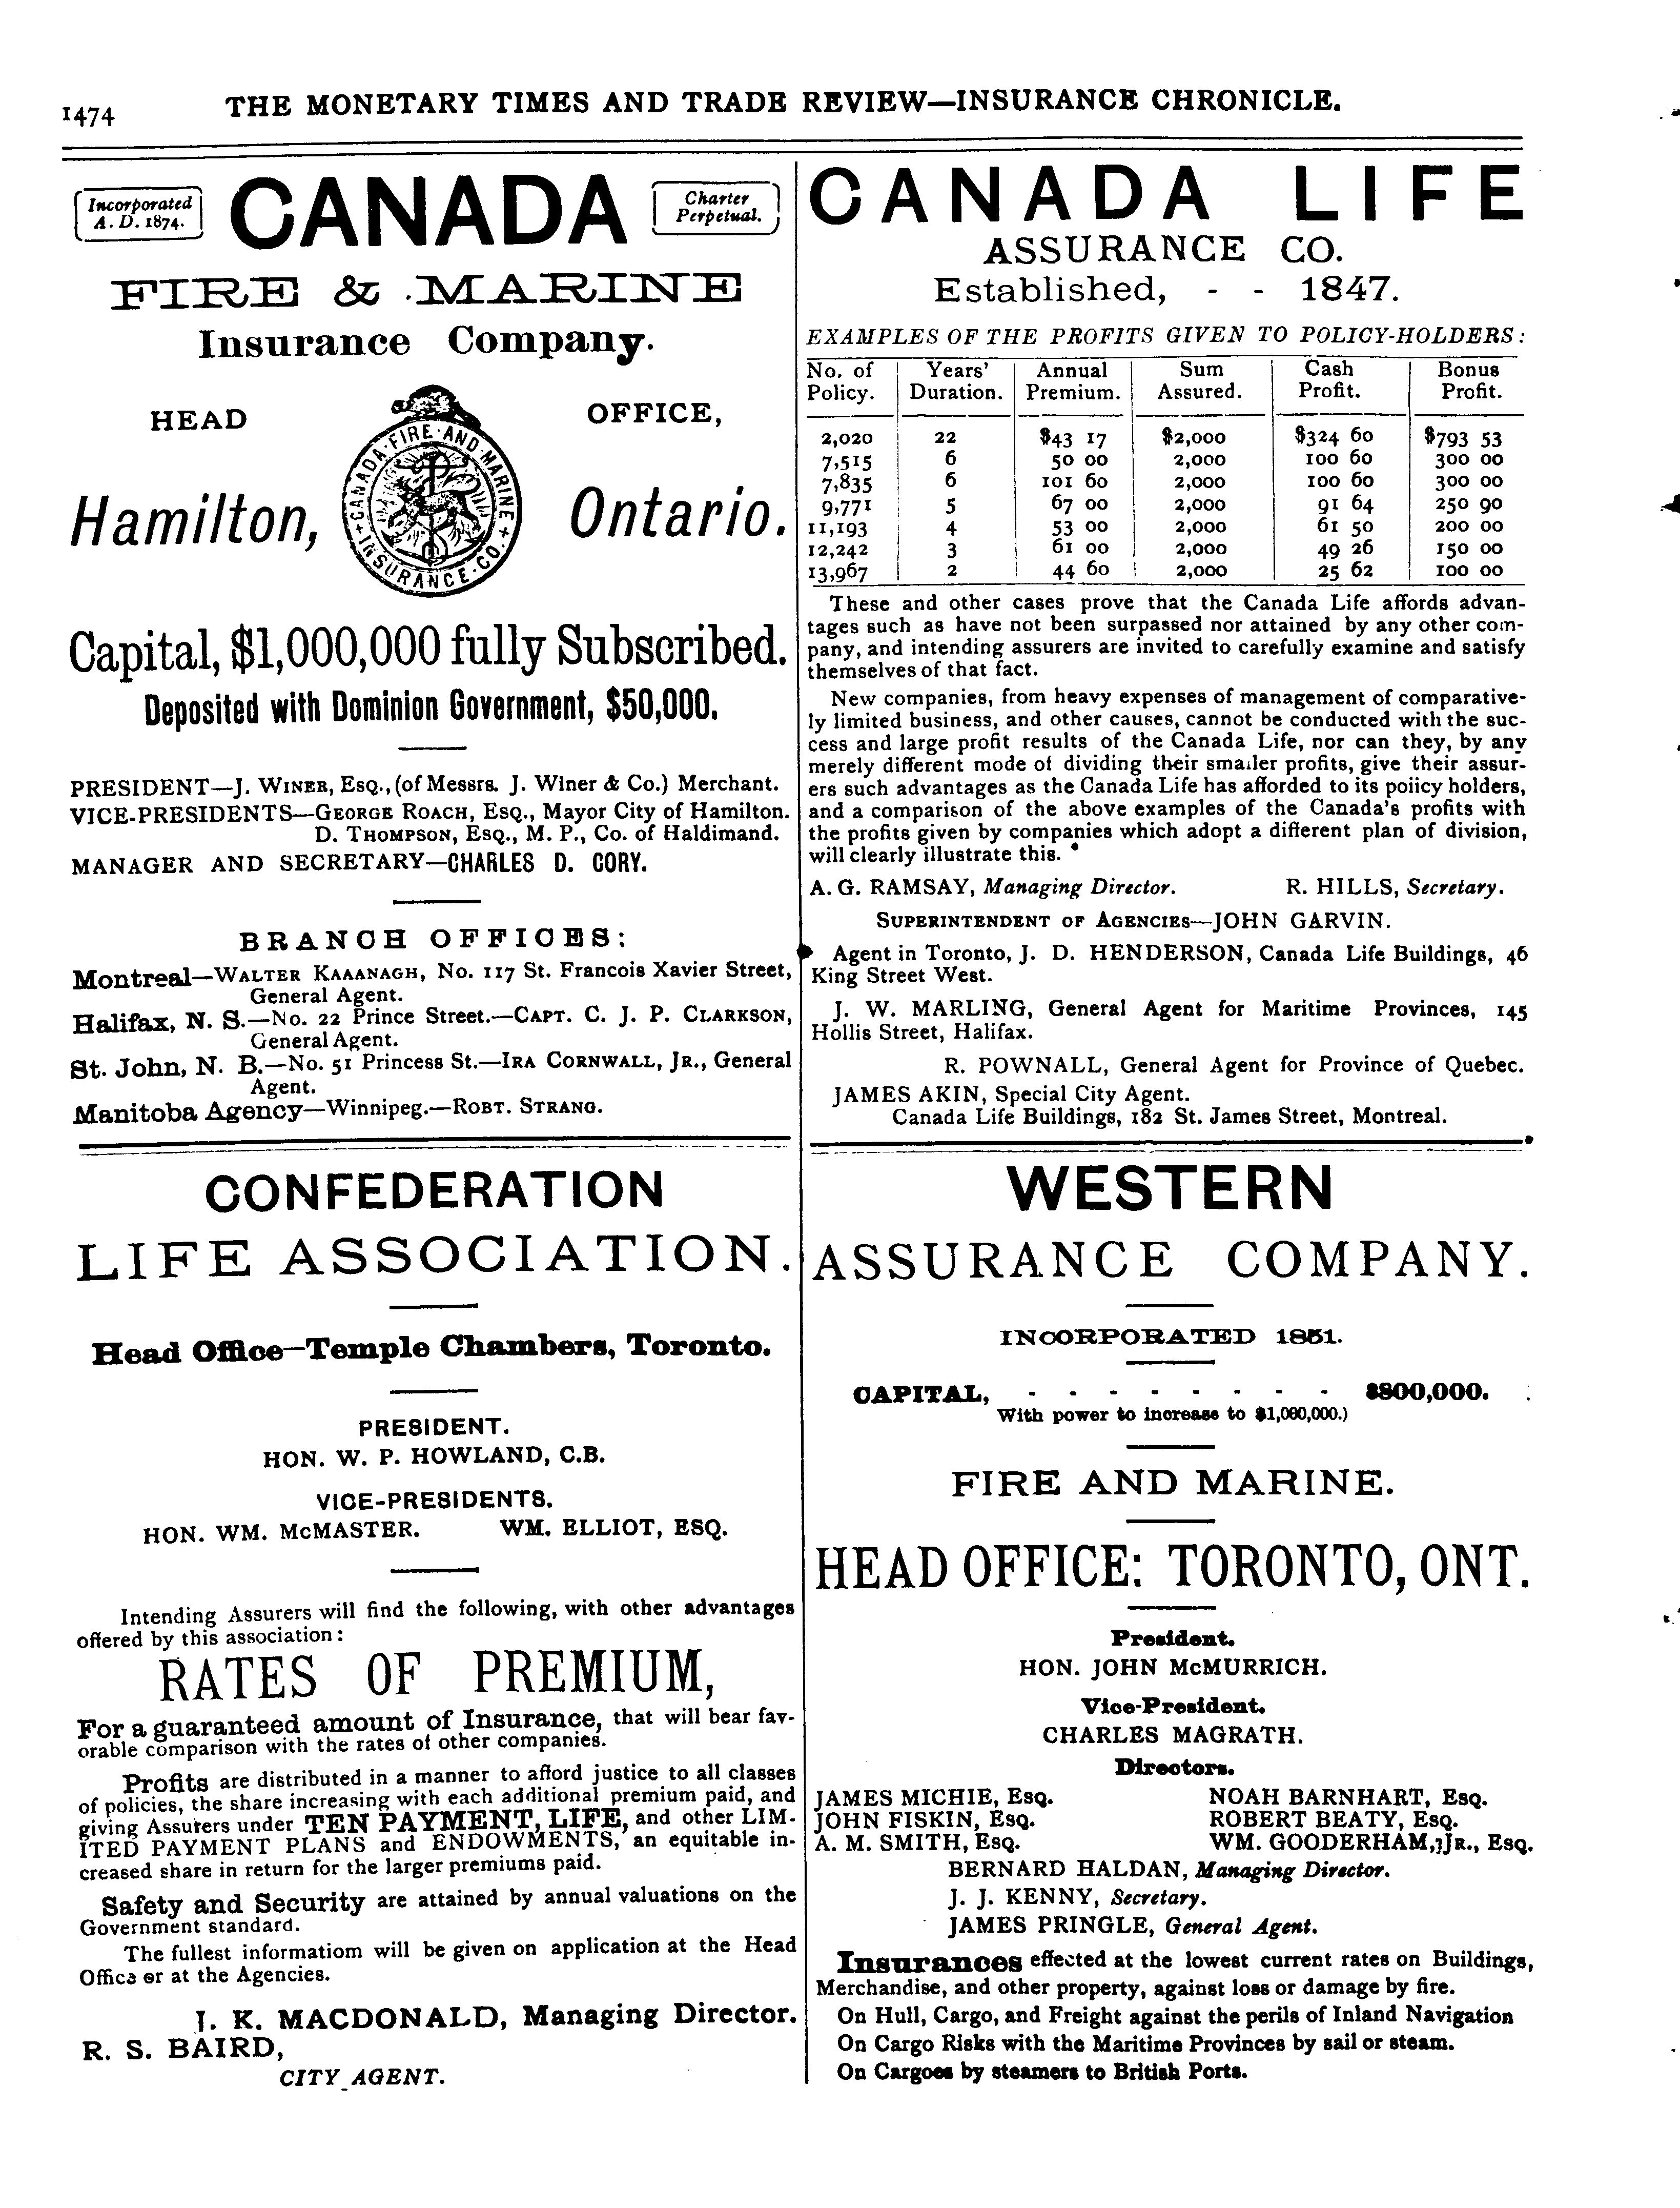 1474
THE MONETARY TIMES AND TRADE REVIEW—INSURANCE CHRONICLE.
Incorporated
A. D. 1874.
CANADA
Charter
Perpetual.
FIRE & MARINE
Insurance Company.
HEAD OFFICE,
CANADA · FIRE AND MARINE + INSURANCE · CO. +
Hamilton, Ontario.
Capital, $1,000,000 fully Subscribed.
Deposited with Dominion Government, $50,000.
PRESIDENT—J. WINER, ESQ., (of Messrs. J. Winer & Co.) Merchant.
VICE-PRESIDENTS—GEORGE ROACH, ESQ., Mayor City of Hamilton.
D. THOMPSON, ESQ., M. P., Co. of Haldimand.
MANAGER AND SECRETARY—CHARLES D. CORY.
BRANCH OFFICES:
Montreal—WALTER KAAANAGH, No. 117 St. Francois Xavier Street,
General Agent.
Halifax, N. S.—No. 22 Prince Street.—CAPT. C. J. P. CLARKSON,
General Agent.
St. John, N. B.—No. 51 Princess St.—IRA CORNWALL, JR., General
Agent.
Manitoba Agency—Winnipeg.—ROBT. STRANG.
CANADA LIFE
ASSURANCE CO.
Established, - - 1847.
EXAMPLES OF THE PROFITS GIVEN TO POLICY-HOLDERS:
No. of Years' Annual Sum Cash Bonus
Policy. Duration. Premium. Assured. Profit. Profit.
2,020 22 $43 17 $2,000 $324 60 $793 53
7,515 6 50 00 2,000 100 60 300 00
7,835 6 101 60 2,000 100 60 300 00
9,771 5 67 00 2,000 91 64 250 90
11,193 4 53 00 2,000 61 50 200 00
12,242 3 61 00 2,000 49 26 150 00
13,967 2 44 60 2,000 25 62 100 00
These and other cases prove that the Canada Life affords advan-
tages such as have not been surpassed nor attained by any other com-
pany, and intending assurers are invited to carefully examine and satisfy
themselves of that fact.
New companies, from heavy expenses of management of comparative-
ly limited business, and other causes, cannot be conducted with the suc-
cess and large profit results of the Canada Life, nor can they, by any
merely different mode of dividing their smaller profits, give their assur-
ers such advantages as the Canada Life has afforded to its policy holders,
and a comparison of the above examples of the Canada's profits with
the profits given by companies which adopt a different plan of division,
will clearly illustrate this.
A. G. RAMSAY, Managing Director. R. HILLS, Secretary.
SUPERINTENDENT OF AGENCIES—JOHN GARVIN.
Agent in Toronto, J. D. HENDERSON, Canada Life Buildings, 46
King Street West.
J. W. MARLING, General Agent for Maritime Provinces, 145
Hollis Street, Halifax.
R. POWNALL, General Agent for Province of Quebec.
JAMES AKIN, Special City Agent.
Canada Life Buildings, 182 St. James Street, Montreal.
CONFEDERATION
LIFE ASSOCIATION.
Head Office—Temple Chambers, Toronto.
PRESIDENT.
HON. W. P. HOWLAND, C.B.
VICE-PRESIDENTS.
HON. WM. McMASTER. WM. ELLIOT, ESQ.
Intending Assurers will find the following, with other advantages
offered by this association:
RATES OF PREMIUM,
For a guaranteed amount of Insurance, that will bear fav-
orable comparison with the rates of other companies.
Profits are distributed in a manner to afford justice to all classes
of policies, the share increasing with each additional premium paid, and
giving Assurers under TEN PAYMENT, LIFE, and other LIM-
ITED PAYMENT PLANS and ENDOWMENTS, an equitable in-
creased share in return for the larger premiums paid.
Safety and Security are attained by annual valuations on the
Government standard.
The fullest informatiom will be given on application at the Head
Office or at the Agencies.
J. K. MACDONALD, Managing Director.
R. S. BAIRD,
CITY AGENT.
WESTERN
ASSURANCE COMPANY.
INCORPORATED 1851.
CAPITAL, - - - - - - - - $800,000.
With power to increase to $1,000,000.)
FIRE AND MARINE.
HEAD OFFICE: TORONTO, ONT.
President.
HON. JOHN McMURRICH.
Vice-President.
CHARLES MAGRATH.
Directors.
JAMES MICHIE, ESQ. NOAH BARNHART, ESQ.
JOHN FISKIN, ESQ. ROBERT BEATY, ESQ.
A. M. SMITH, ESQ. WM. GOODERHAM, JR., ESQ.
BERNARD HALDAN, Managing Director.
J. J. KENNY, Secretary.
JAMES PRINGLE, General Agent.
Insurances effected at the lowest current rates on Buildings,
Merchandise, and other property, against loss or damage by fire.
On Hull, Cargo, and Freight against the perils of Inland Navigation
On Cargo Risks with the Maritime Provinces by sail or steam.
On Cargoes by steamers to British Ports.